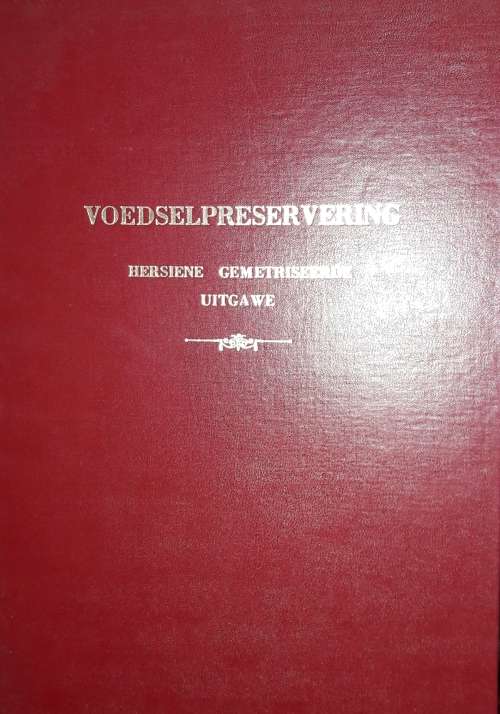 VOEDSELPRESERVERING
HERSIENE GEMETRISEERDE
UITGAWE